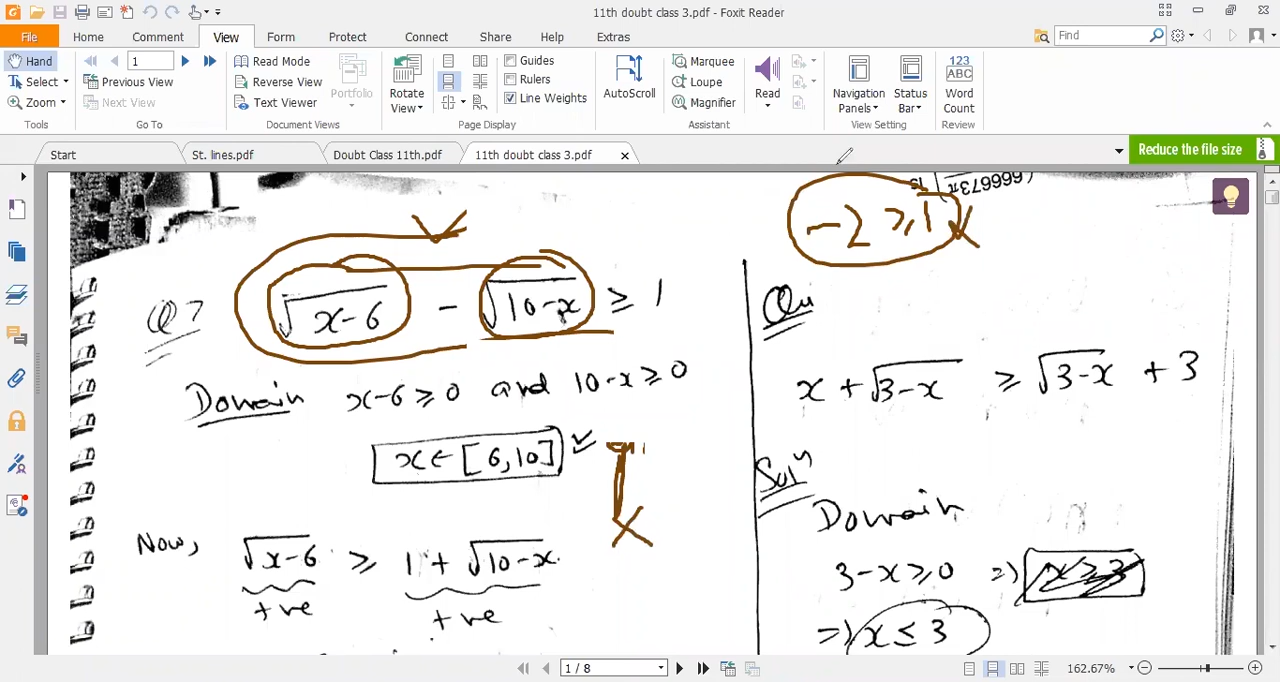 11th doubt class 3.pdf - Foxit Reader
File Home Comment View Form Protect Connect Share Help Extras Find
Hand 1 Read Mode Guides Marquee 123
Select Previous View Reverse View Rulers Loupe ABC
Zoom Next View Text Viewer Portfolio Rotate View Line Weights AutoScroll Magnifier Read Navigation Panels Status Bar Word Count
Tools Go To Document Views Page Display Assistant View Setting Review
Start St. lines.pdf Doubt Class 11th.pdf 11th doubt class 3.pdf Reduce the file size
666673π
-2 ≥ 1
Q7 √x-6 - √10-x ≥ 1
Domain x-6 ≥ 0 and 10-x ≥ 0
x ∈ [6,10]
Now, √x-6 ≥ 1 + √10-x
+ve +ve
Qu
x + √3-x ≥ √3-x + 3
Solⁿ
Domain
3-x ≥ 0 ⇒ x ≥ 3
⇒ x ≤ 3
1 / 8 162.67%